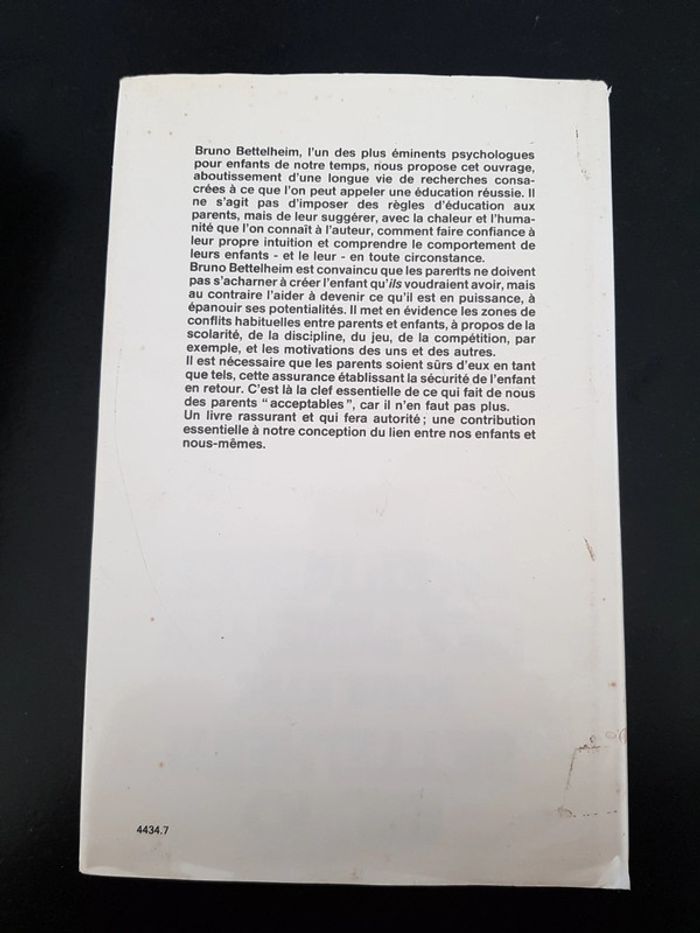 Bruno Bettelheim, l'un des plus éminents psychologues
pour enfants de notre temps, nous propose cet ouvrage,
aboutissement d'une longue vie de recherches consa-
crées à ce que l'on peut appeler une éducation réussie. Il
ne s'agit pas d'imposer des règles d'éducation aux
parents, mais de leur suggérer, avec la chaleur et l'huma-
nité que l'on connaît à l'auteur, comment faire confiance à
leur propre intuition et comprendre le comportement de
leurs enfants - et le leur - en toute circonstance.
Bruno Bettelheim est convaincu que les parents ne doivent
pas s'acharner à créer l'enfant qu'ils voudraient avoir, mais
au contraire l'aider à devenir ce qu'il est en puissance, à
épanouir ses potentialités. Il met en évidence les zones de
conflits habituelles entre parents et enfants, à propos de la
scolarité, de la discipline, du jeu, de la compétition, par
exemple, et les motivations des uns et des autres.
Il est nécessaire que les parents soient sûrs d'eux en tant
que tels, cette assurance établissant la sécurité de l'enfant
en retour. C'est là la clef essentielle de ce qui fait de nous
des parents "acceptables", car il n'en faut pas plus.
Un livre rassurant et qui fera autorité ; une contribution
essentielle à notre conception du lien entre nos enfants et
nous-mêmes.
4434.7